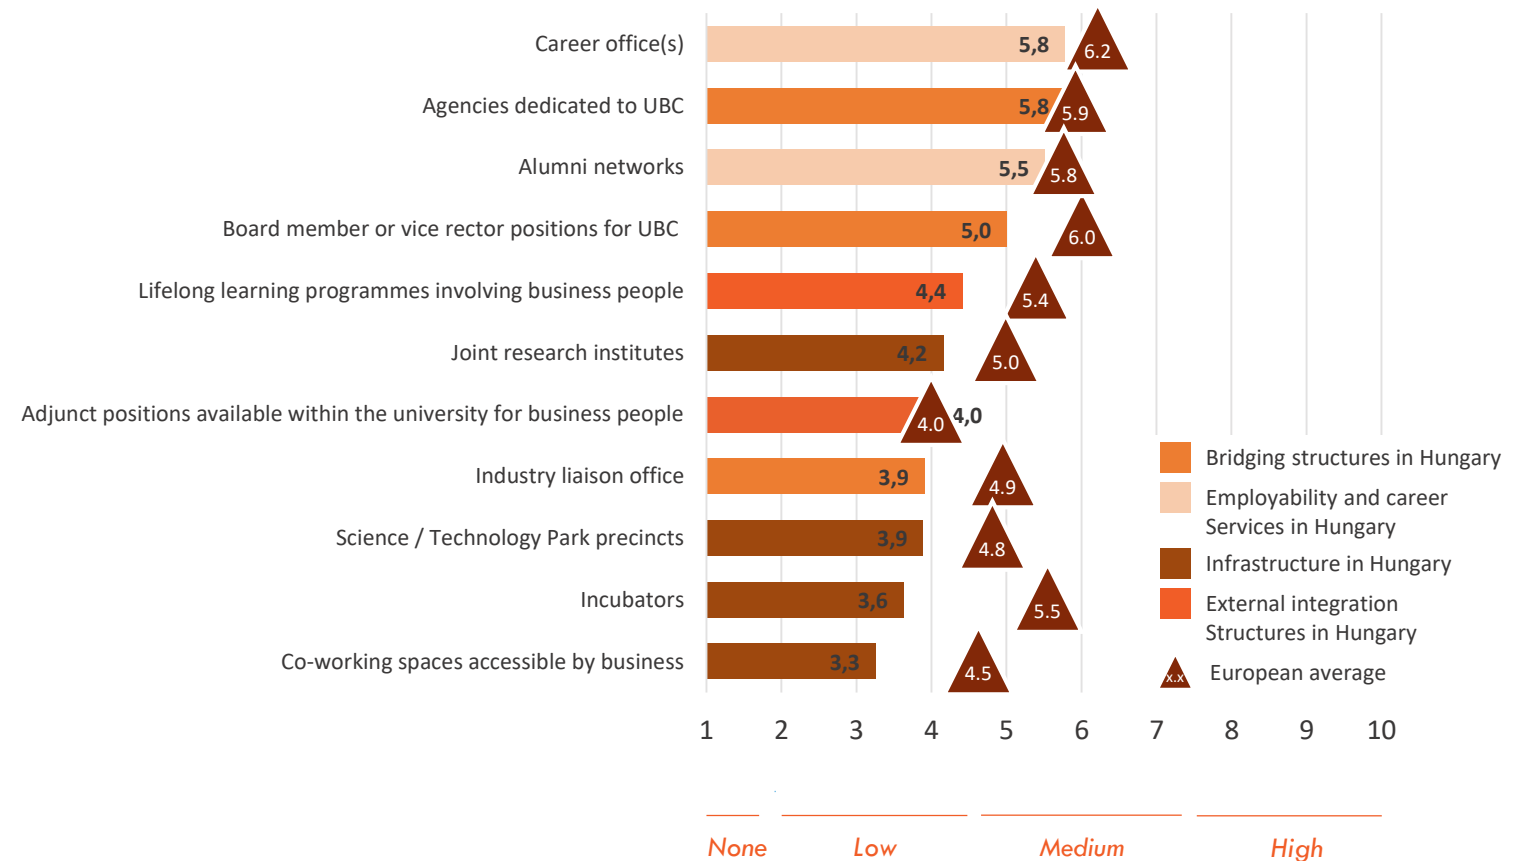 Career office(s) 5,8 6.2
Agencies dedicated to UBC 5,8 5.9
Alumni networks 5,5 5.8
Board member or vice rector positions for UBC 5,0 6.0
Lifelong learning programmes involving business people 4,4 5.4
Joint research institutes 4,2 5.0
Adjunct positions available within the university for business people 4.0 4,0
Industry liaison office 3,9 4.9
Science / Technology Park precincts 3,9 4.8
Incubators 3,6 5.5
Co-working spaces accessible by business 3,3 4.5
Bridging structures in Hungary
Employability and career
Services in Hungary
Infrastructure in Hungary
External integration
Structures in Hungary
x.x European average
1 2 3 4 5 6 7 8 9 10
None Low Medium High